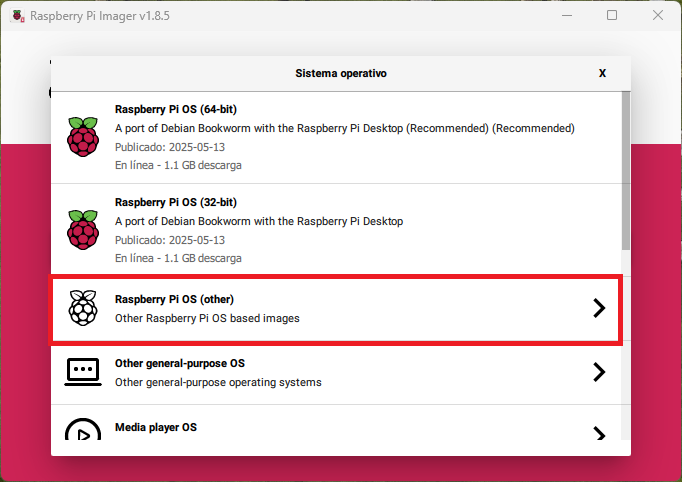 Raspberry Pi Imager v1.8.5
Sistema operativo
X
Raspberry Pi OS (64-bit)
A port of Debian Bookworm with the Raspberry Pi Desktop (Recommended) (Recommended)
Publicado: 2025-05-13
En línea - 1.1 GB descarga
Raspberry Pi OS (32-bit)
A port of Debian Bookworm with the Raspberry Pi Desktop
Publicado: 2025-05-13
En línea - 1.1 GB descarga
Raspberry Pi OS (other)
Other Raspberry Pi OS based images
Other general-purpose OS
Other general-purpose operating systems
Media player OS